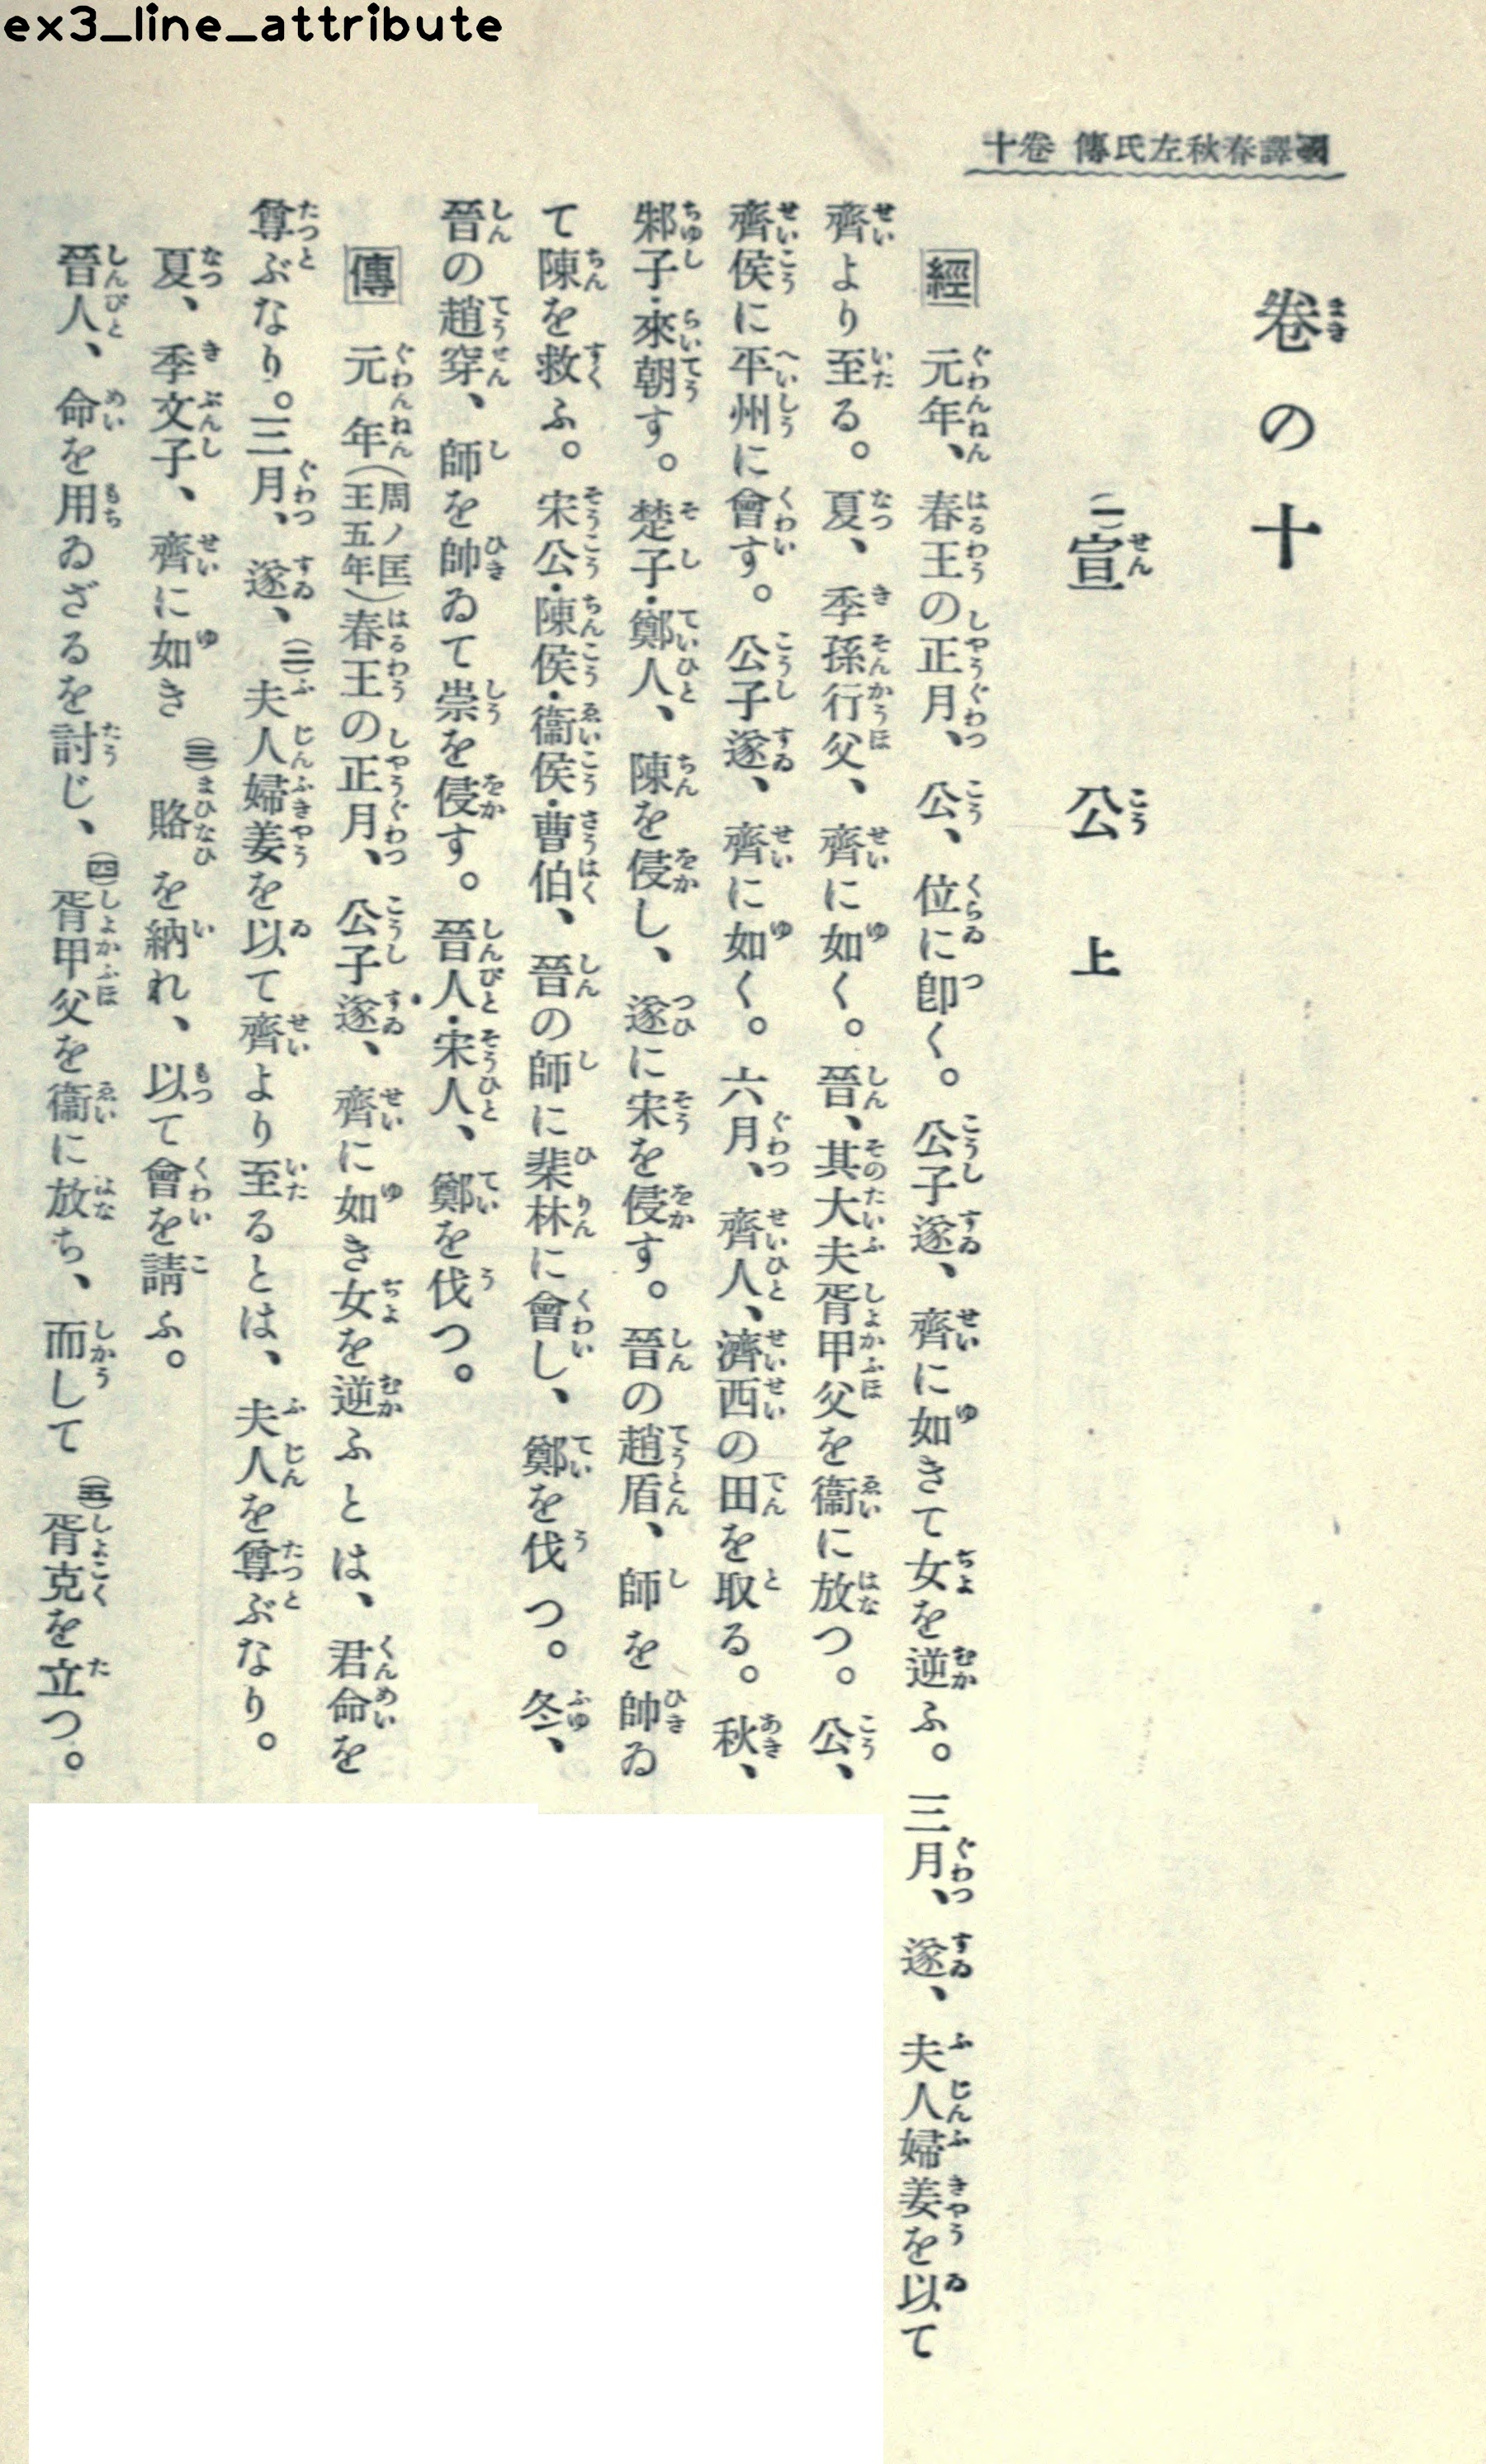 ex3_line_attribute
國譯春秋左氏傳 卷十
卷の十
(一)宣公上
經 元年、春王の正月、公、位に卽く。公子遂、齊に如きて女を逆ふ。三月、遂、夫人婦姜を以て
齊より至る。夏、季孫行父、齊に如く。晉、其大夫胥甲父を衞に放つ。公、
齊侯に平州に會す。公子遂、齊に如く。六月、齊人、濟西の田を取る。秋、
邾子・來朝す。楚子・鄭人、陳を侵し、遂に宋を侵す。晉の趙盾、師を帥ゐ
て陳を救ふ。宋公・陳侯・衞侯・曹伯、晉の師に棐林に會し、鄭を伐つ。冬、
晉の趙穿、師を帥ゐて崇を侵す。晉人・宋人、鄭を伐つ。
傳 元年(周ノ匡王五年)春王の正月、公子遂、齊に如き女を逆ふとは、君命を
尊ぶなり。三月、遂、(二)夫人婦姜を以て齊より至るとは、夫人を尊ぶなり。
夏、季文子、齊に如き(三)賂を納れ、以て會を請ふ。
晉人、命を用ゐざるを討じ、(四)胥甲父を衞に放ち、而して(五)胥克を立つ。